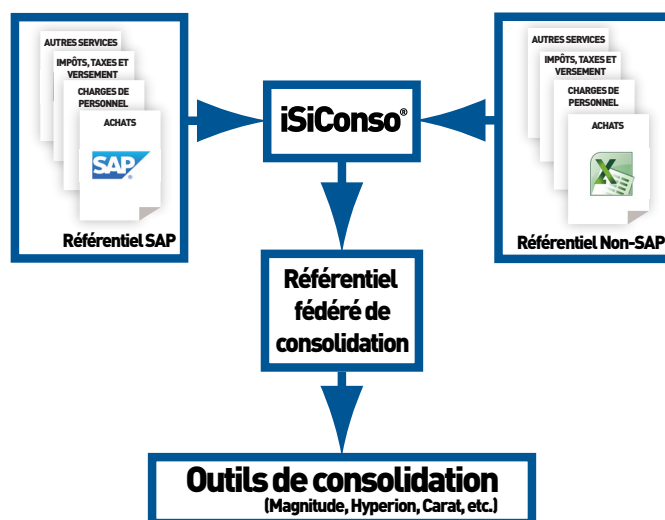 AUTRES SERVICES
IMPÔTS, TAXES ET
VERSEMENT
CHARGES DE
PERSONNEL
ACHATS
SAP®
Référentiel SAP
iSiConso®
AUTRES SERVICES
IMPÔTS, TAXES ET
VERSEMENT
CHARGES DE
PERSONNEL
ACHATS
X
Référentiel Non-SAP
Référentiel
fédéré de
consolidation
Outils de consolidation
(Magnitude, Hyperion, Carat, etc.)